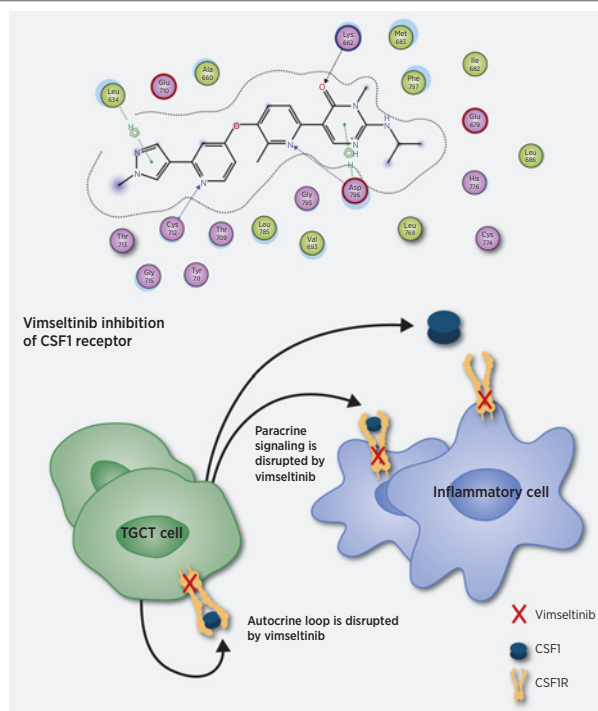 Lys
662
Met
683
Ile
682
Ala
660
Glu
710
Leu
634
Phe
797
Glu
679
Leu
686
His
776
Cys
774
Leu
769
Asp
796
Gly
795
Val
693
Leu
785
Thr
709
Cys
712
Thr
713
Gly
715
Tyr
711
O
N
N
H
H
N
H
H
O
N
N
N
N
Vimseltinib inhibition
of CSF1 receptor
Paracrine
signaling is
disrupted by
vimseltinib
Inflammatory cell
TGCT cell
Autocrine loop is disrupted
by vimseltinib
Vimseltinib
CSF1
CSF1R